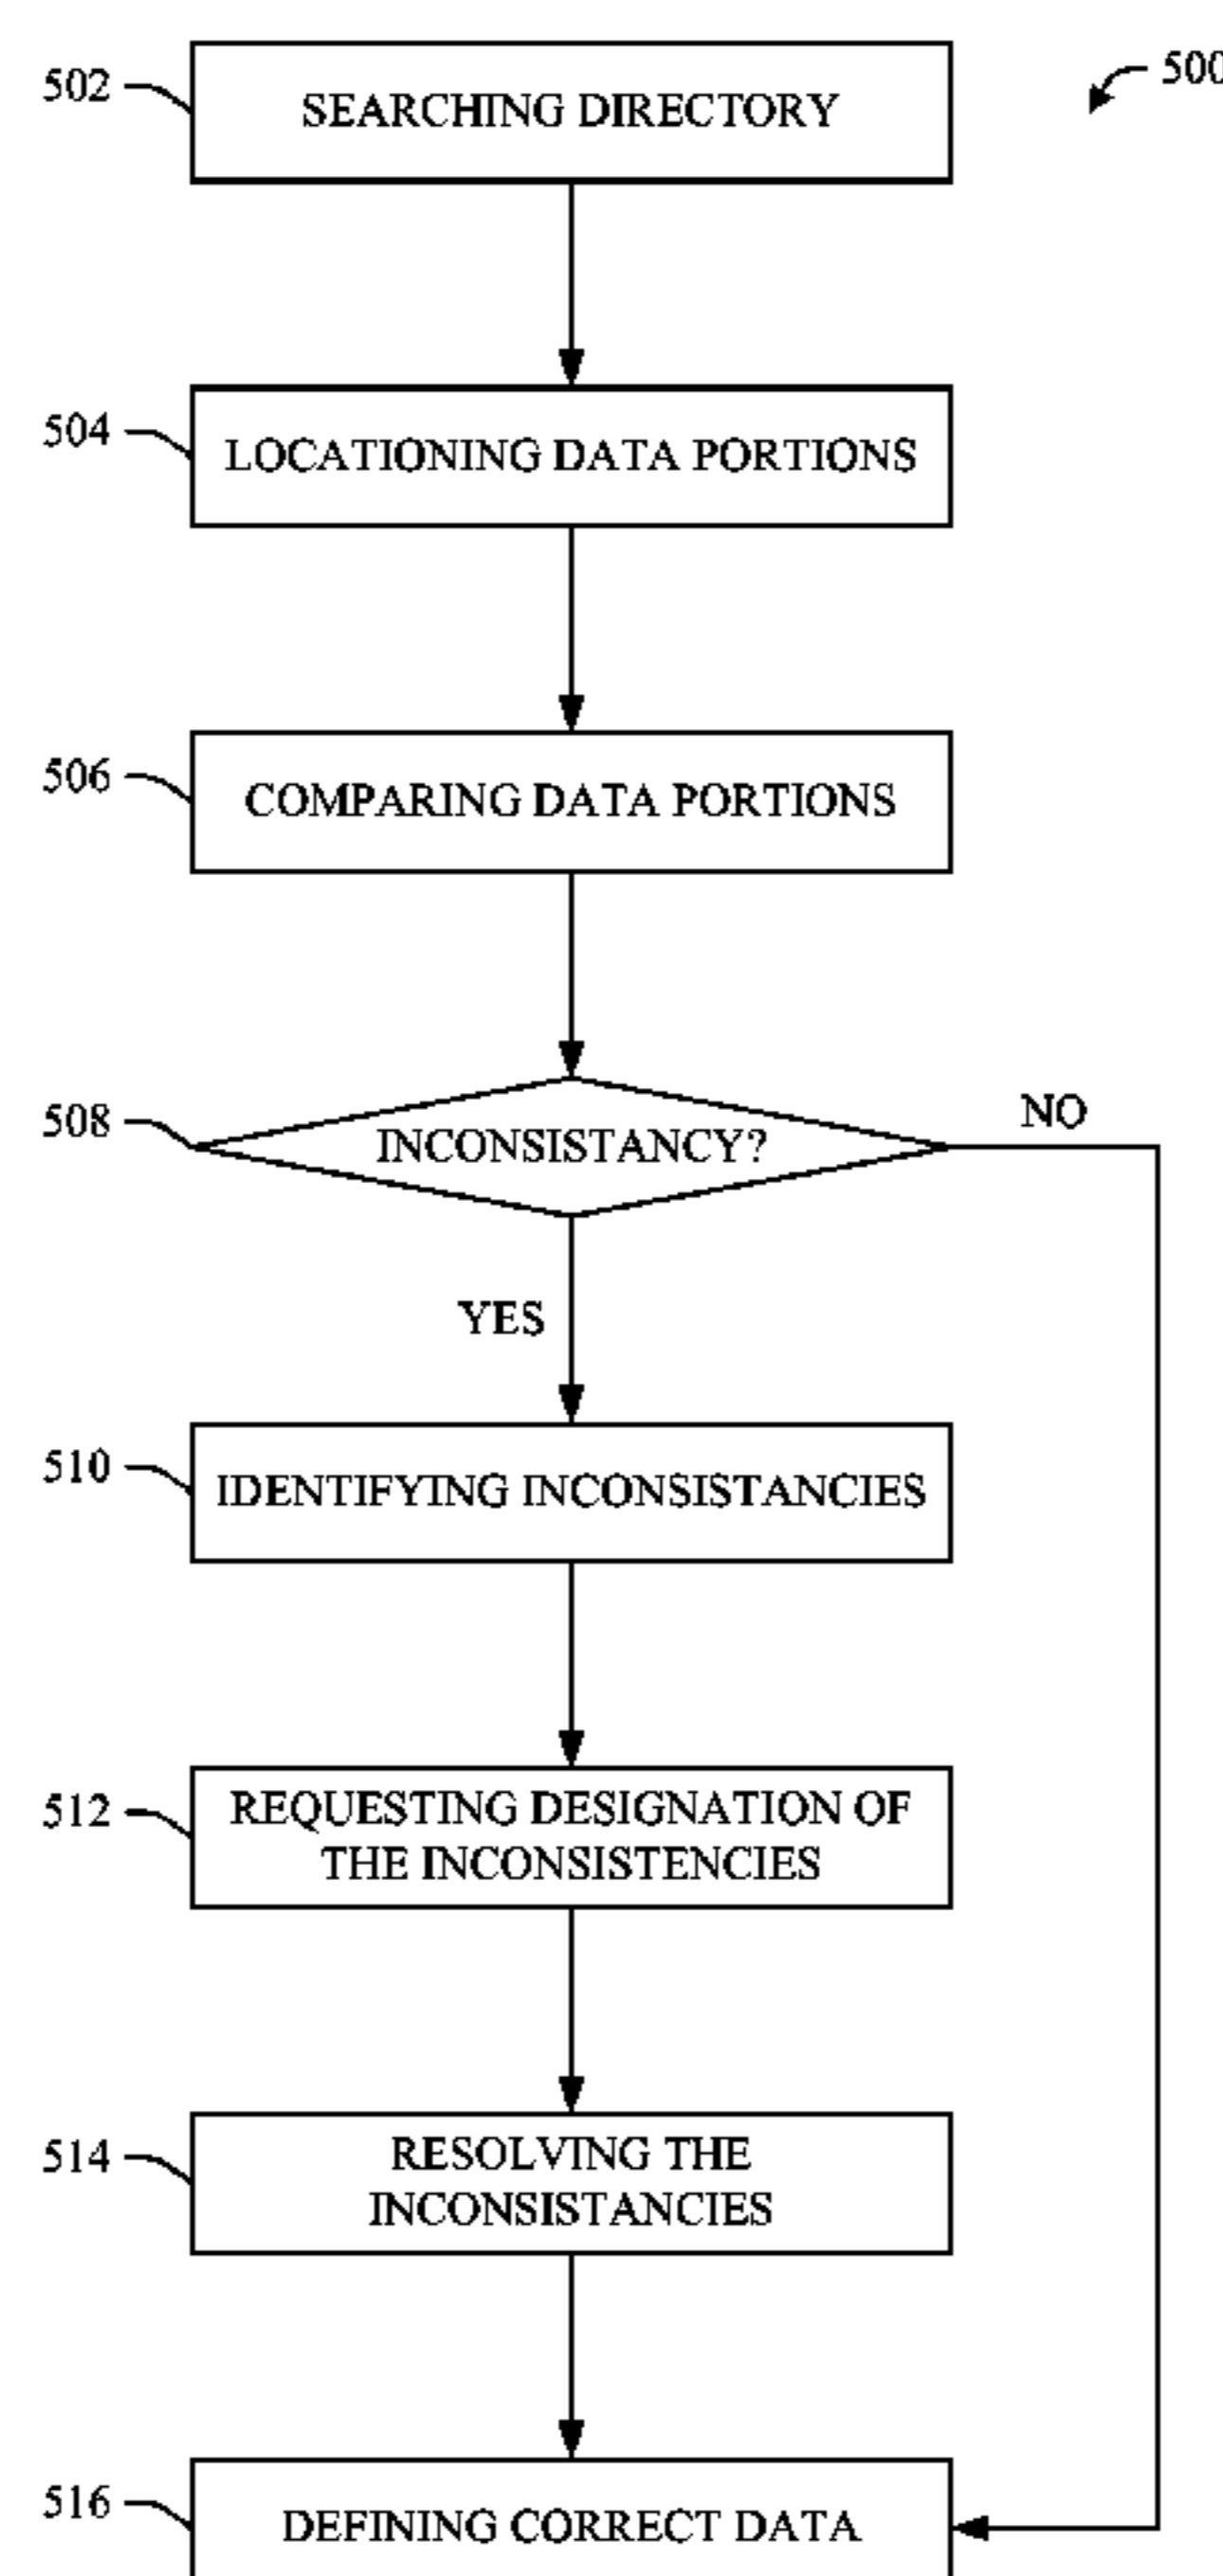 500
502
SEARCHING DIRECTORY
504
LOCATIONING DATA PORTIONS
506
COMPARING DATA PORTIONS
508
INCONSISTANCY?
NO
YES
510
IDENTIFYING INCONSISTANCIES
512
REQUESTING DESIGNATION OF
THE INCONSISTENCIES
514
RESOLVING THE
INCONSISTANCIES
516
DEFINING CORRECT DATA